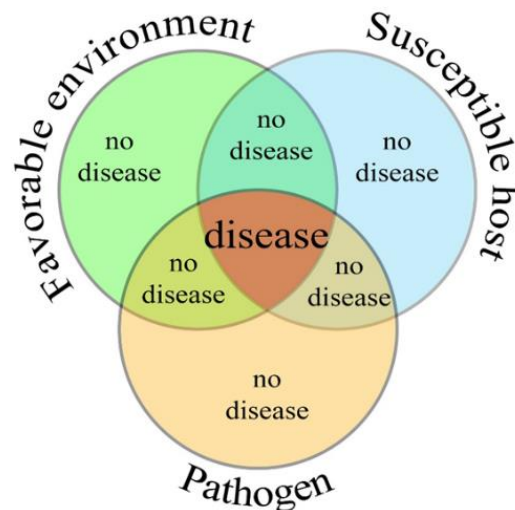 Favorable environment
Susceptible host
no
disease
no
disease
no
disease
disease
no
disease
no
disease
no
disease
Pathogen